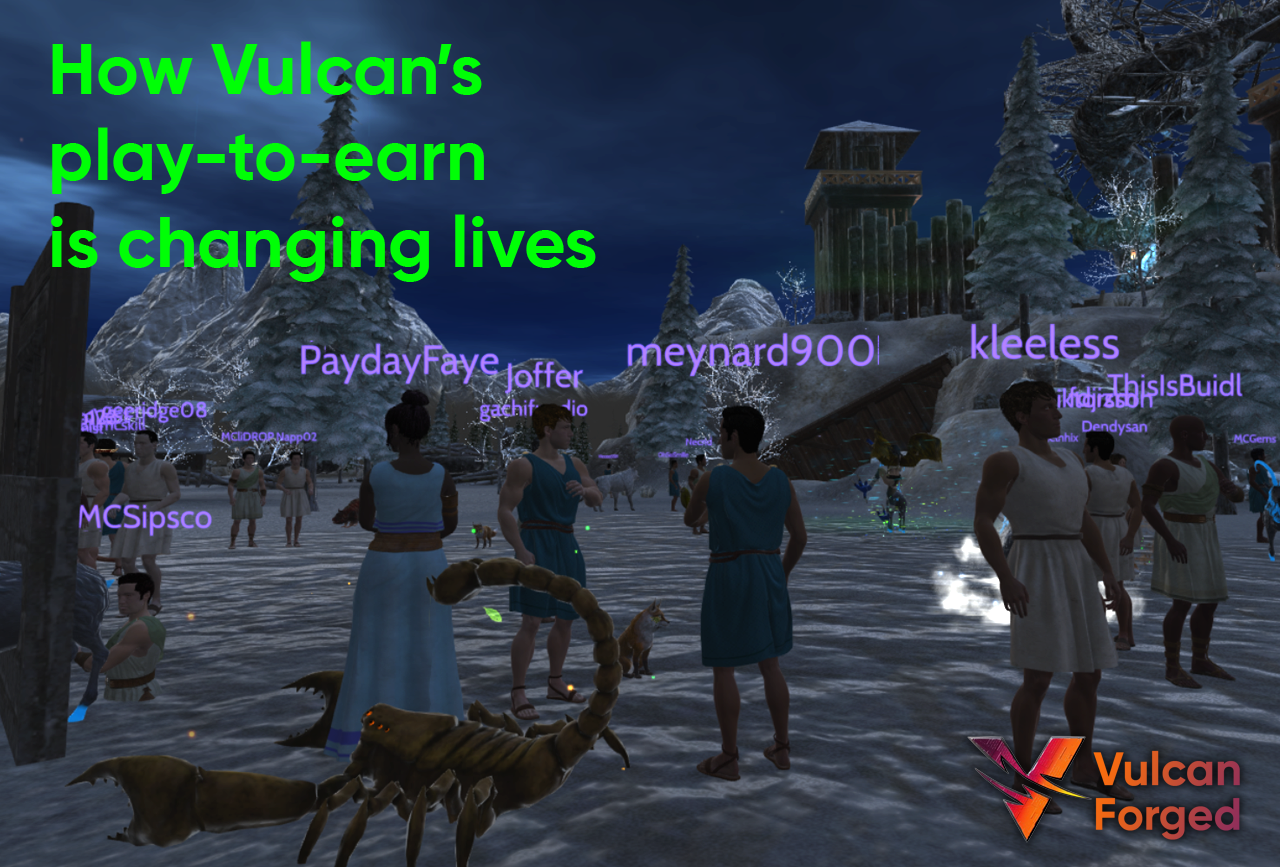 How Vulcan's
play-to-earn
is changing lives
PaydayFaye
Joffer
meynard900
kleeless
ThisIsBuidl
Dendysan
MCGems
MCSipsco
Vulcan
Forged